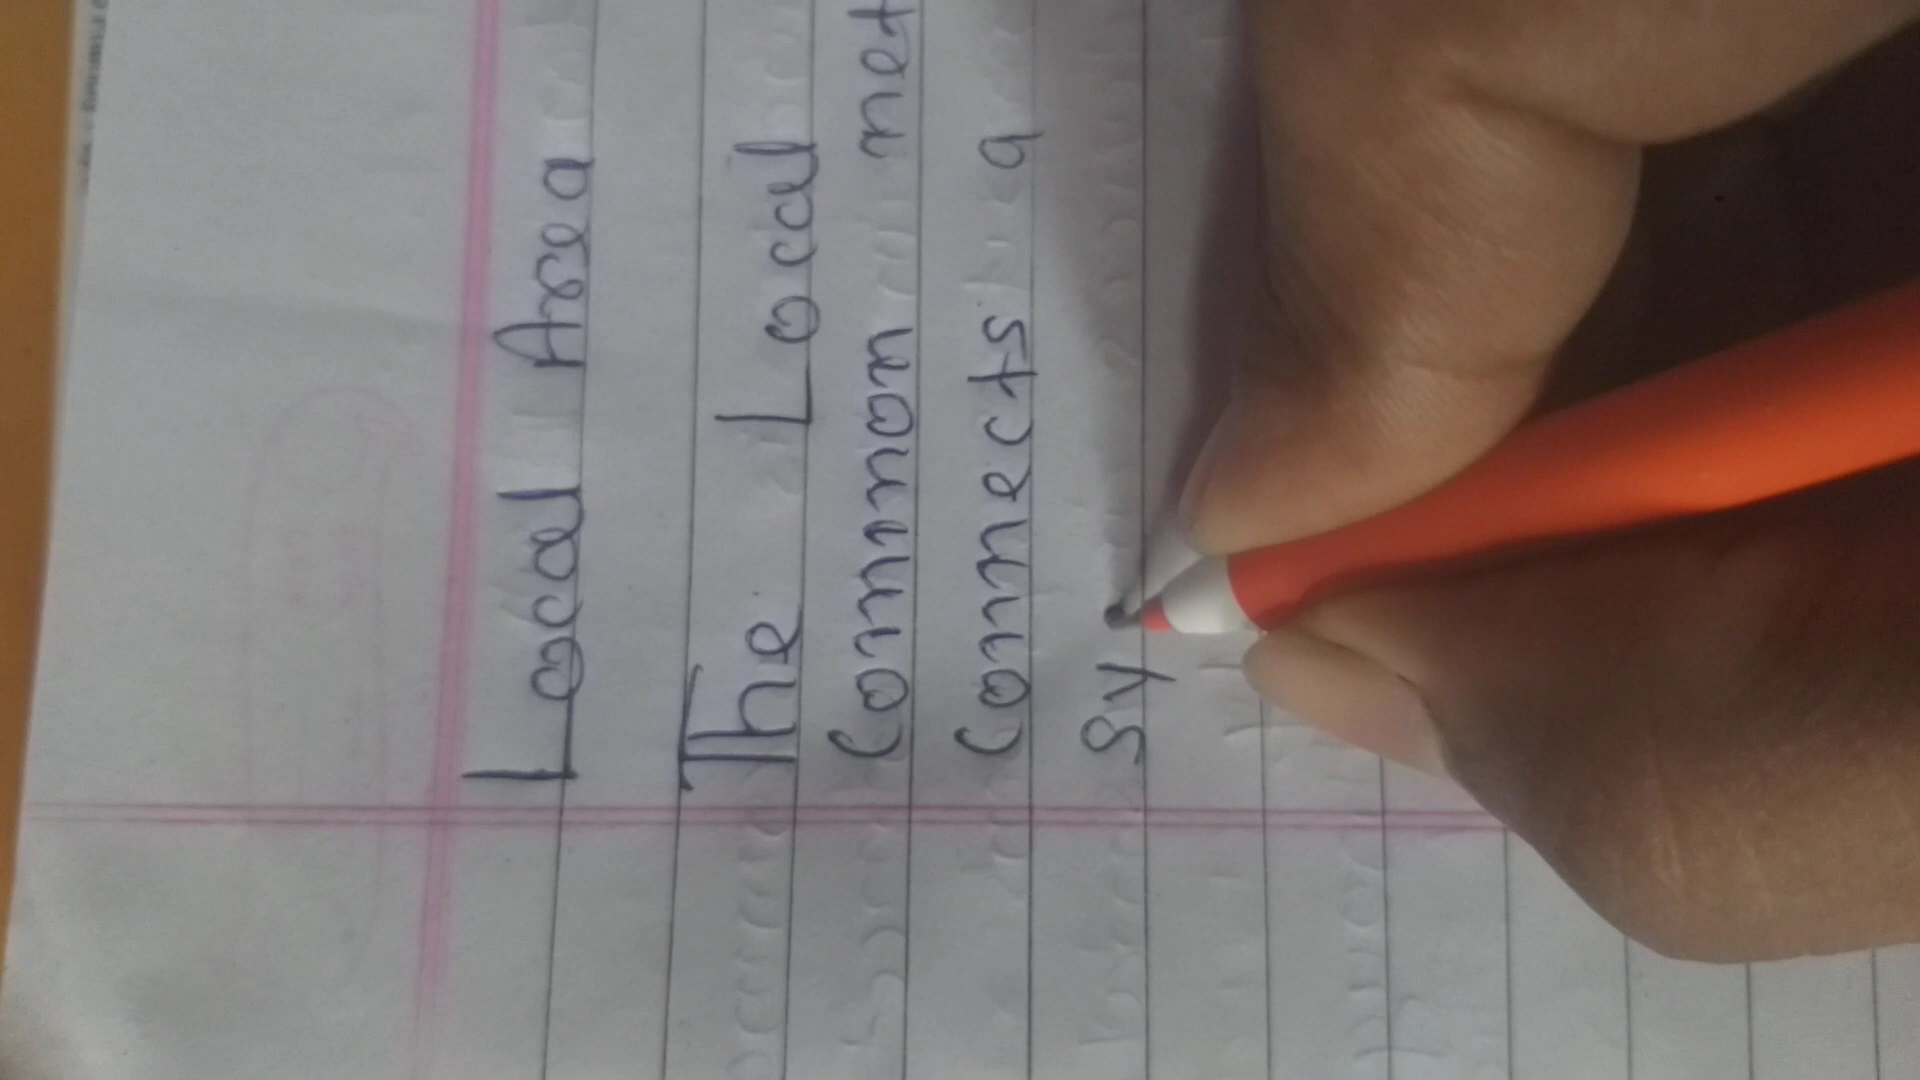 Local Area
The Local
Common net
Connects a
sy